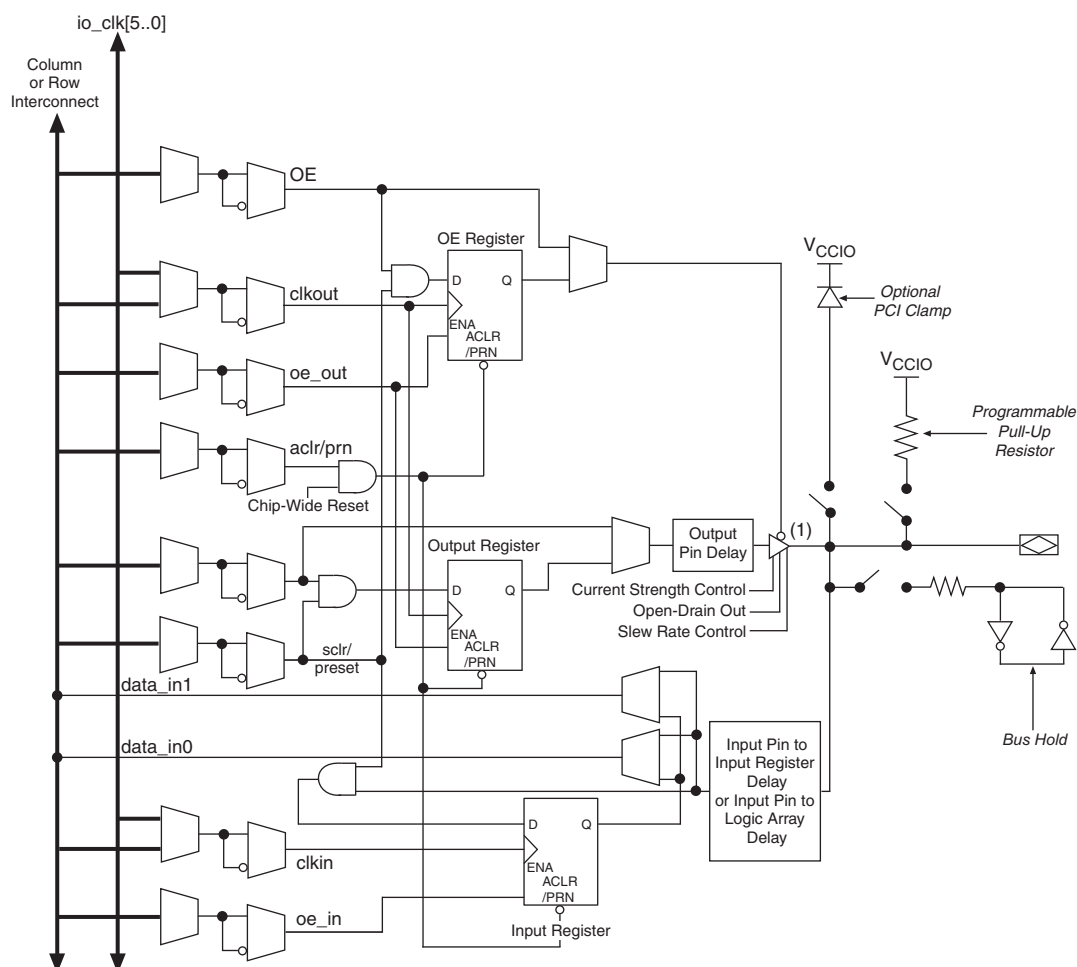 io_clk[5..0]
Column
or Row
Interconnect
OE
OE Register
D
Q
ENA
ACLR
/PRN
clkout
oe_out
aclr/prn
Chip-Wide Reset
VCCIO
Optional
PCI Clamp
VCCIO
Programmable
Pull-Up
Resistor
Output Register
D
Q
ENA
ACLR
/PRN
Output
Pin Delay
(1)
Current Strength Control
Open-Drain Out
Slew Rate Control
sclr/
preset
data_in1
data_in0
Input Pin to
Input Register
Delay
or Input Pin to
Logic Array
Delay
Bus Hold
D
Q
ENA
ACLR
/PRN
clkin
oe_in
Input Register